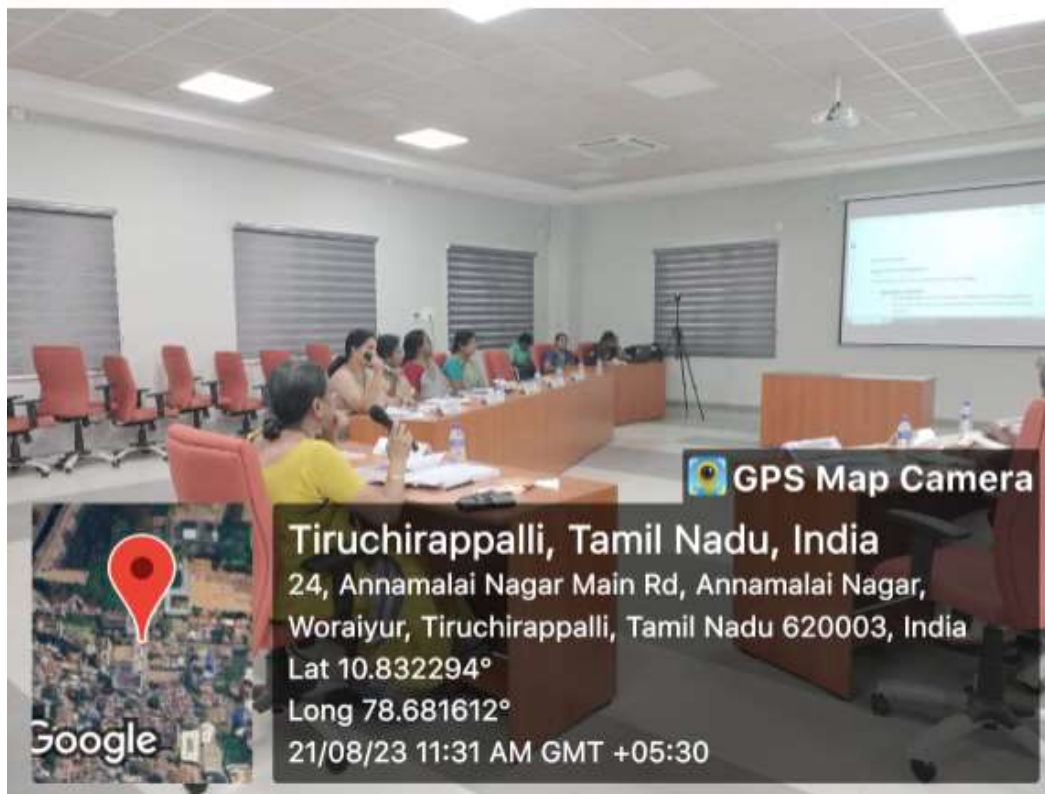 GPS Map Camera
Tiruchirappalli, Tamil Nadu, India
24, Annamalai Nagar Main Rd, Annamalai Nagar,
Woraiyur, Tiruchirappalli, Tamil Nadu 620003, India
Lat 10.832294°
Long 78.681612°
21/08/23 11:31 AM GMT +05:30
Google